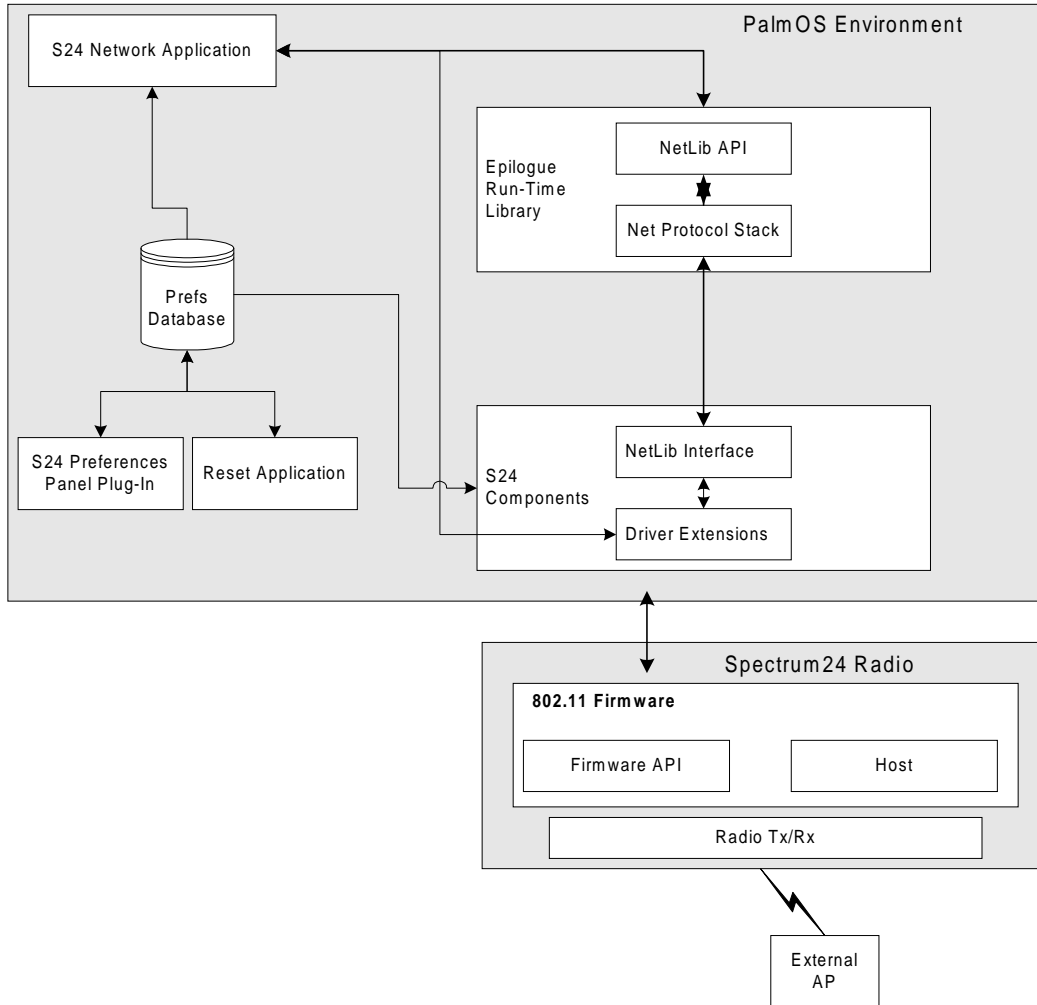 PalmOS Environment
S24 Network Application
NetLib API
Epilogue
Run-Time
Library
Net Protocol Stack
Prefs
Database
S24 Preferences
Panel Plug-In
Reset Application
S24
Components
NetLib Interface
Driver Extensions
Spectrum24 Radio
802.11 Firmware
Firmware API
Host
Radio Tx/Rx
External
AP